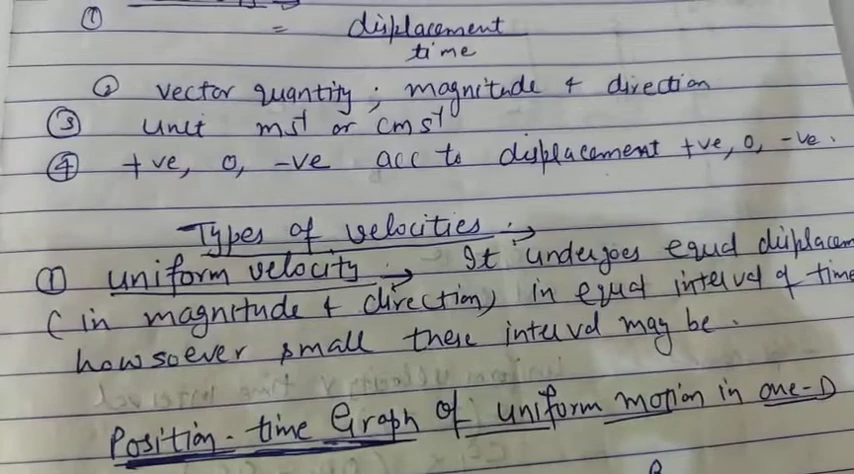 ① = displacement
time
② vector quantity ; magnitude & direction
③ unit ms⁻¹ or cms⁻¹
④ +ve, 0, -ve acc to displacement +ve, 0, -ve.
Types of velocities :→
① uniform velocity :→ It undergoes equal displacem
( in magnitude & direction) in equal interval of time
howsoever small these interval may be.
Position - time Graph of uniform motion in one-D